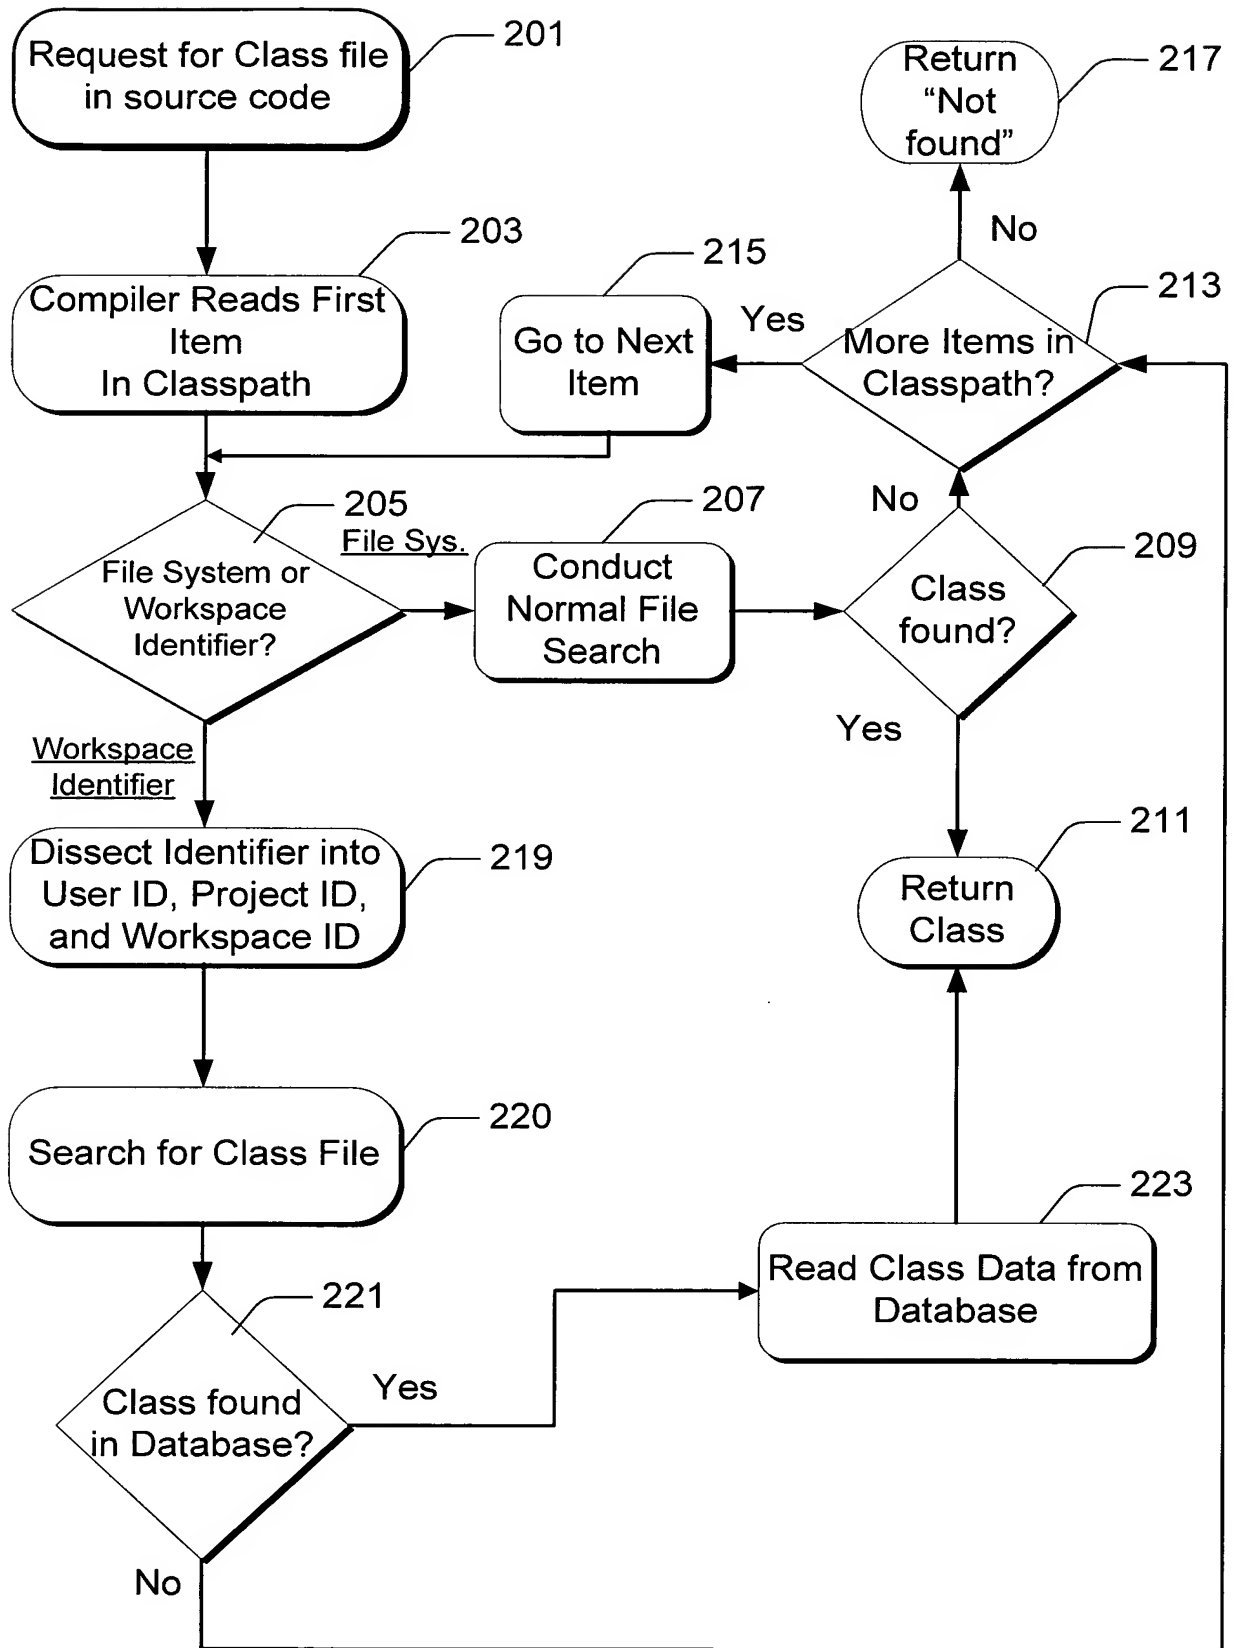 Request for Class file
in source code
201
Return
“Not
found”
217
No
203
Compiler Reads First
Item
In Classpath
215
Go to Next
Item
Yes
More Items in
Classpath?
213
205
File System or
Workspace
Identifier?
File Sys.
207
Conduct
Normal File
Search
No
209
Class
found?
Yes
Workspace
Identifier
Dissect Identifier into
User ID, Project ID,
and Workspace ID
219
211
Return
Class
220
Search for Class File
223
Read Class Data from
Database
221
Class found
in Database?
Yes
No